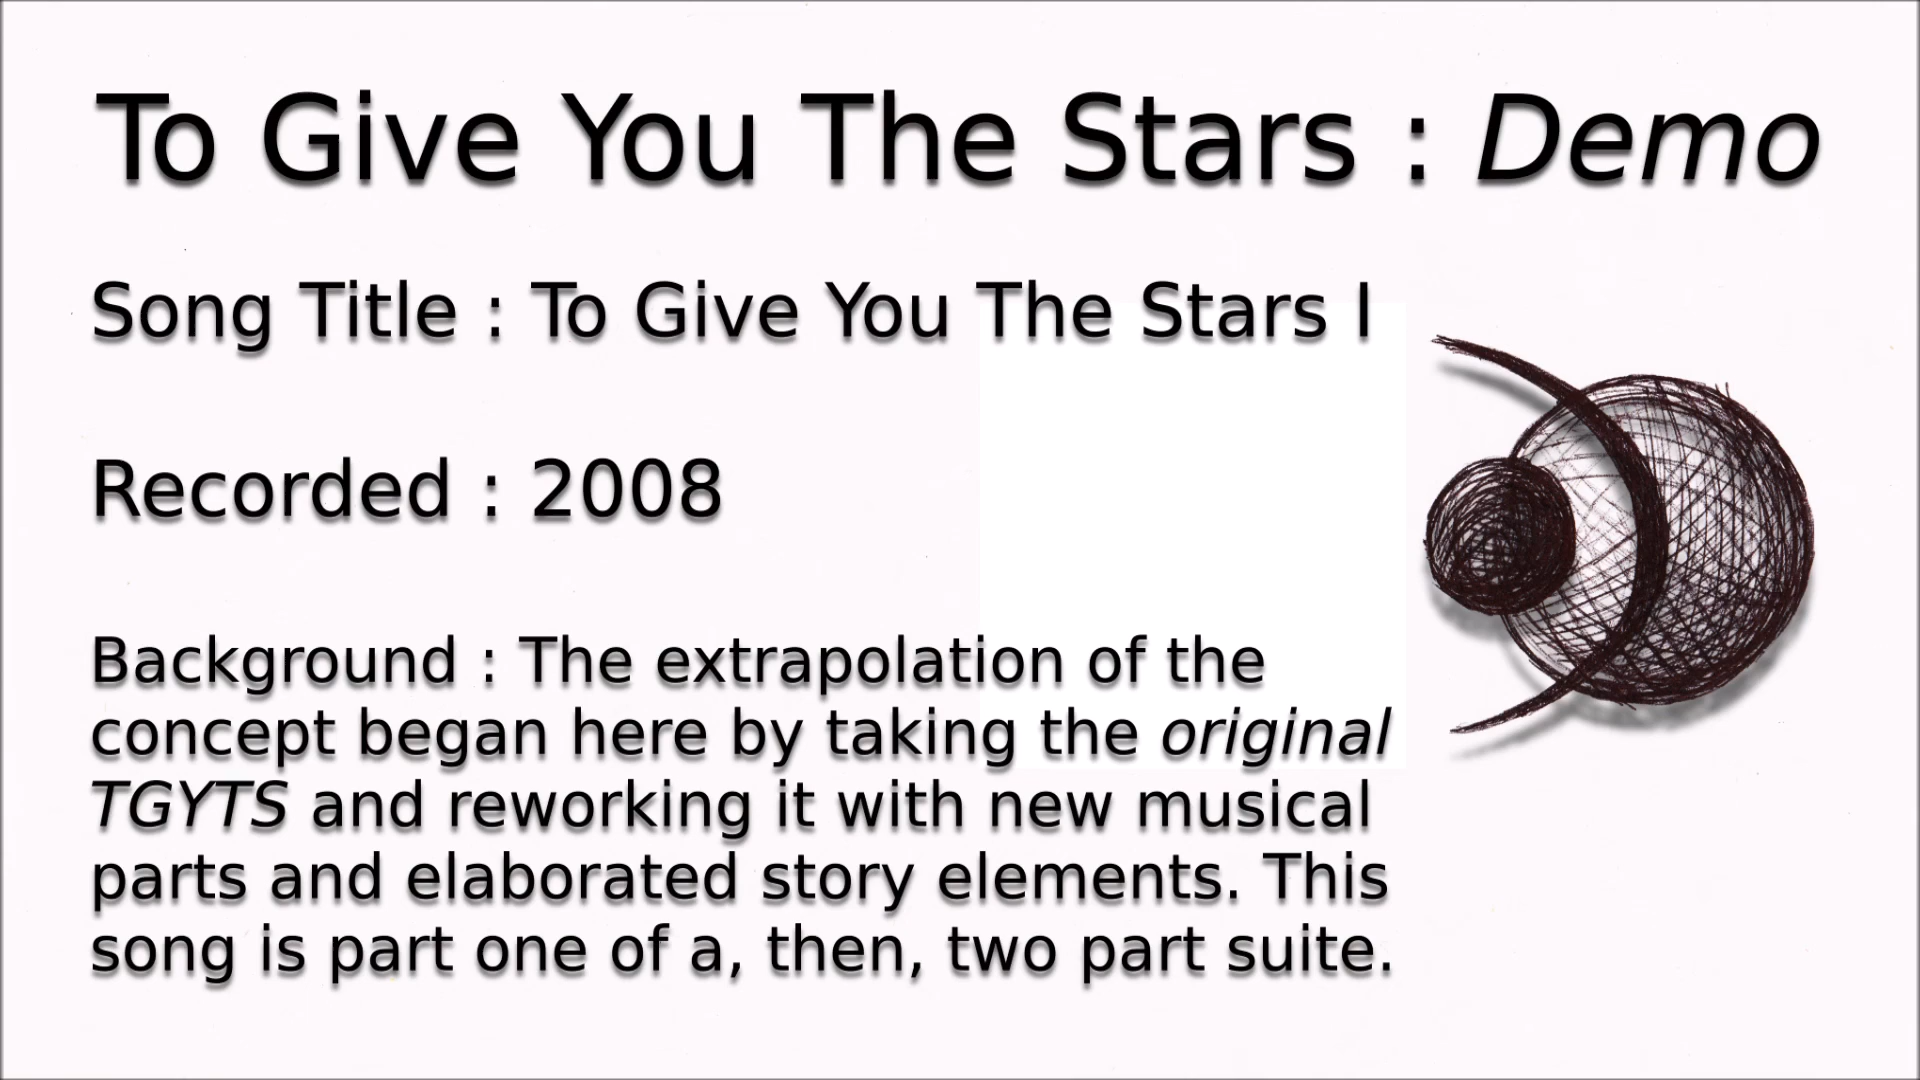 To Give You The Stars : Demo
Song Title : To Give You The Stars I
Recorded : 2008
Background : The extrapolation of the
concept began here by taking the original
TGYTS and reworking it with new musical
parts and elaborated story elements. This
song is part one of a, then, two part suite.